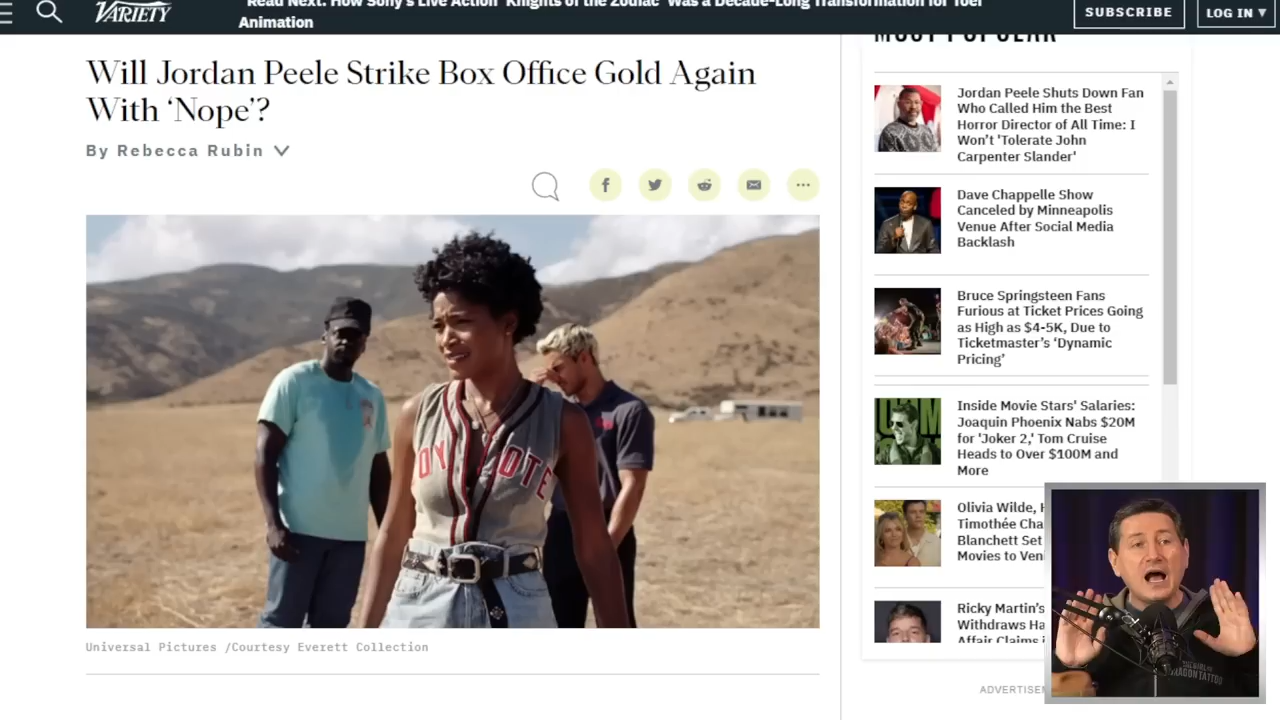 VARIETY
"Read Next: How Sony's Live Action 'Knights of the Zodiac' Was a Decade-Long Transformation for Toei
Animation
SUBSCRIBE
LOG IN
Will Jordan Peele Strike Box Office Gold Again
With ‘Nope’?
By Rebecca Rubin
OYOTE
Universal Pictures /Courtesy Everett Collection
MOST POPULAR
Jordan Peele Shuts Down Fan
Who Called Him the Best
Horror Director of All Time: I
Won’t 'Tolerate John
Carpenter Slander’
Dave Chappelle Show
Canceled by Minneapolis
Venue After Social Media
Backlash
Bruce Springsteen Fans
Furious at Ticket Prices Going
as High as $4-5K, Due to
Ticketmaster’s ‘Dynamic
Pricing’
Inside Movie Stars' Salaries:
Joaquin Phoenix Nabs $20M
for 'Joker 2,' Tom Cruise
Heads to Over $100M and
More
Olivia Wilde,
Timothée Cha
Blanchett Set
Movies to Ven
Ricky Martin’s
Withdraws Ha
Affair Claims i
ADVERTISEM